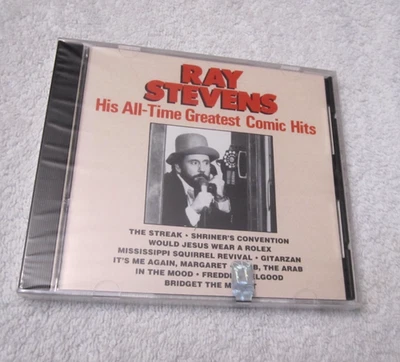 RAY
STEVENS
His All-Time Greatest Comic Hits
THE STREAK • SHRINER'S CONVENTION
WOULD JESUS WEAR A ROLEX
MISSISSIPPI SQUIRREL REVIVAL • GITARZAN
IT'S ME AGAIN, MARGARET • B, THE ARAB
IN THE MOOD • FREDDIE ELGOOD
BRIDGET THE M